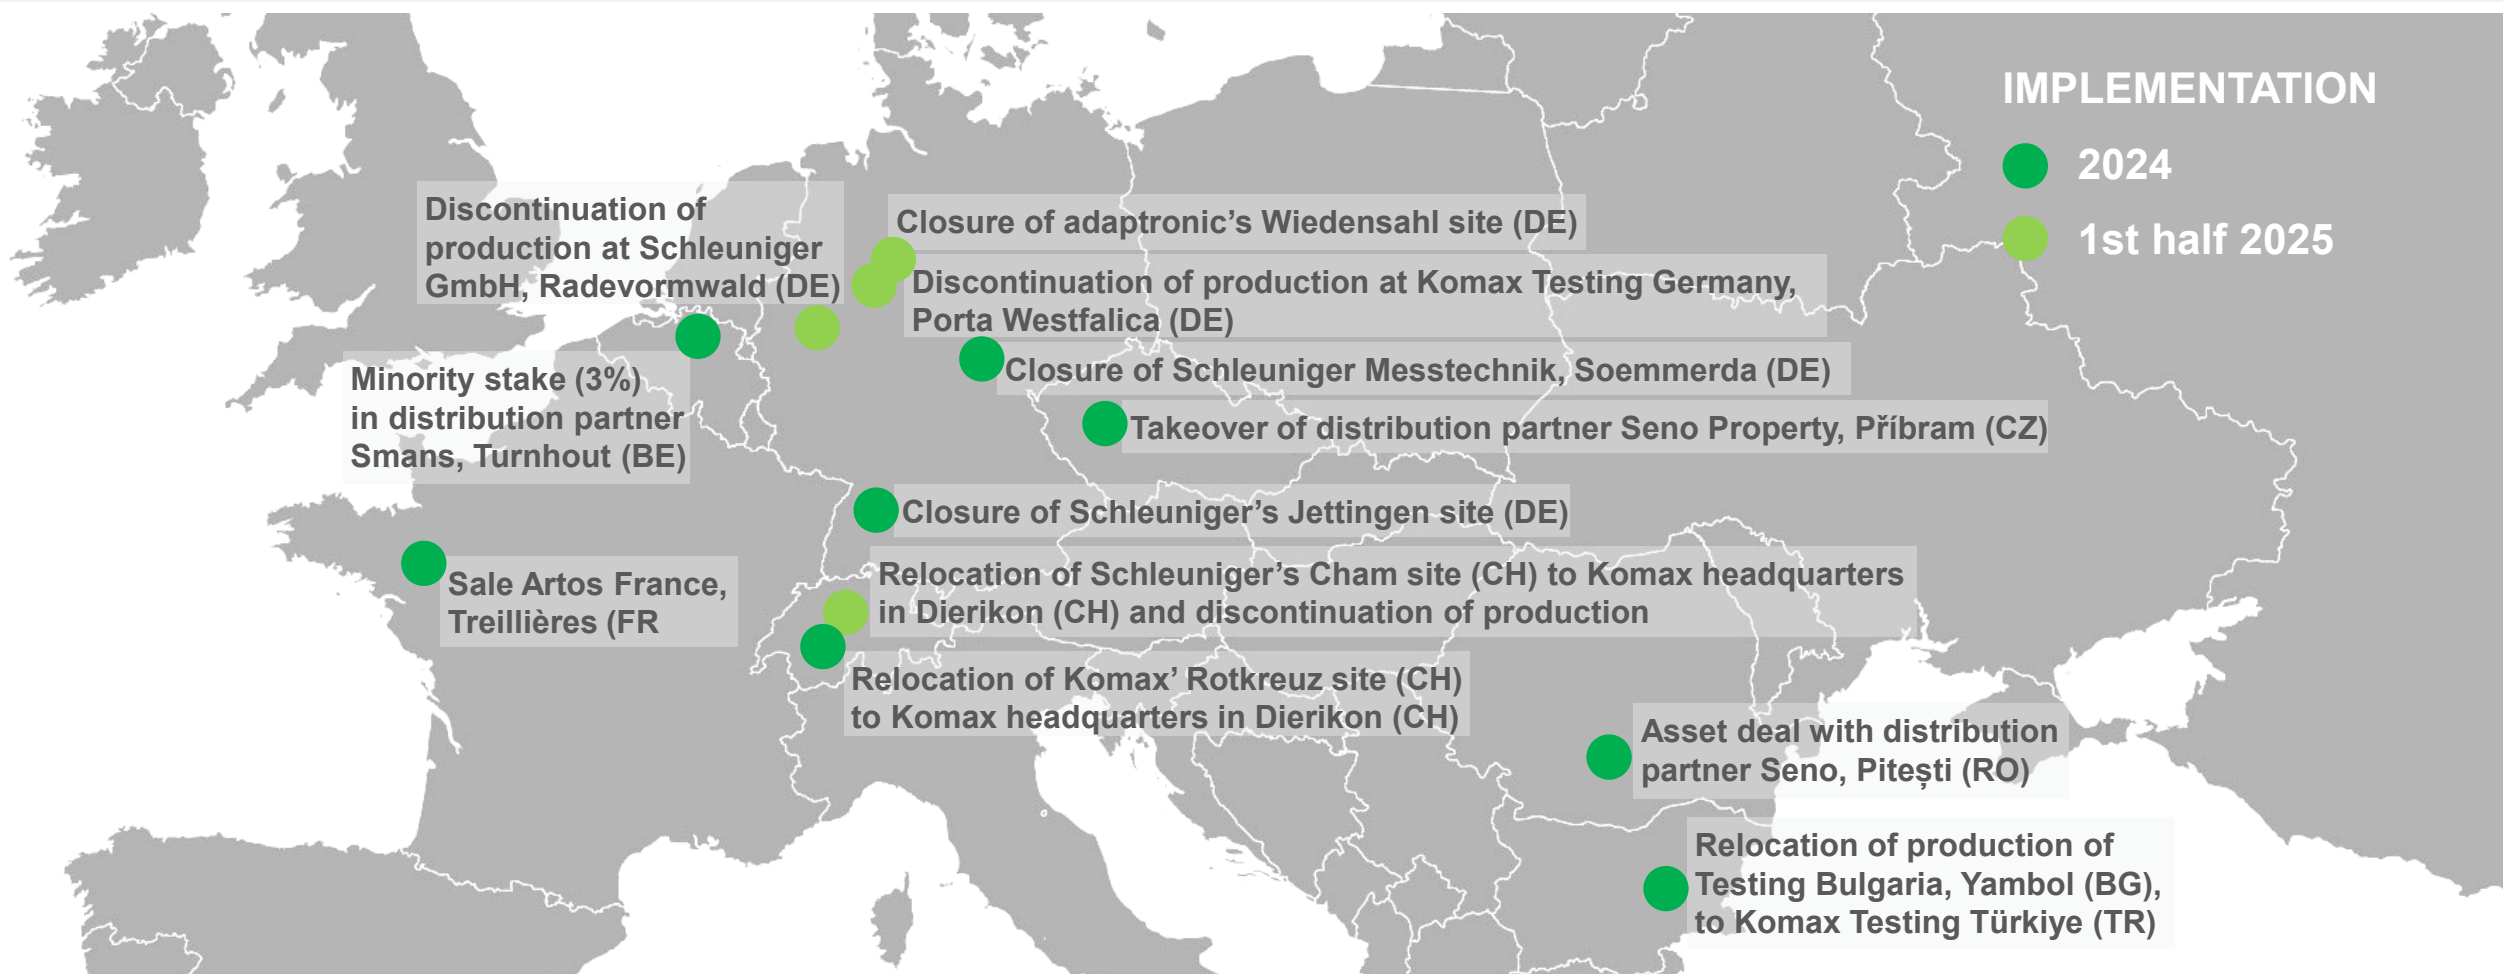 IMPLEMENTATION
2024
1st half 2025
Discontinuation of
production at Schleuniger
GmbH, Radevormwald (DE)
Closure of adaptronic’s Wiedensahl site (DE)
Discontinuation of production at Komax Testing Germany,
Porta Westfalica (DE)
Minority stake (3%)
in distribution partner
Smans, Turnhout (BE)
Closure of Schleuniger Messtechnik, Soemmerda (DE)
Takeover of distribution partner Seno Property, Příbram (CZ)
Closure of Schleuniger’s Jettingen site (DE)
Sale Artos France,
Treillières (FR
Relocation of Schleuniger’s Cham site (CH) to Komax headquarters
in Dierikon (CH) and discontinuation of production
Relocation of Komax’ Rotkreuz site (CH)
to Komax headquarters in Dierikon (CH)
Asset deal with distribution
partner Seno, Pitești (RO)
Relocation of production of
Testing Bulgaria, Yambol (BG),
to Komax Testing Türkiye (TR)